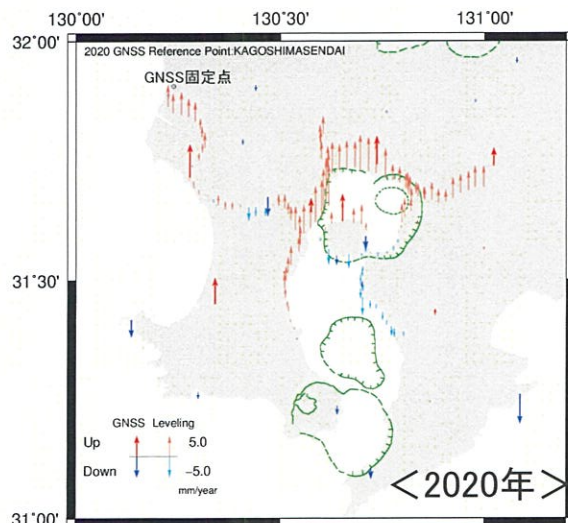 130°00' 130°30' 131°00'
32°00'
2020 GNSS Reference Point:KAGOSHIMASENDAI
GNSS固定点
31°30'
GNSS Leveling
Up 5.0
Down -5.0
mm/year
<2020年>
31°00'